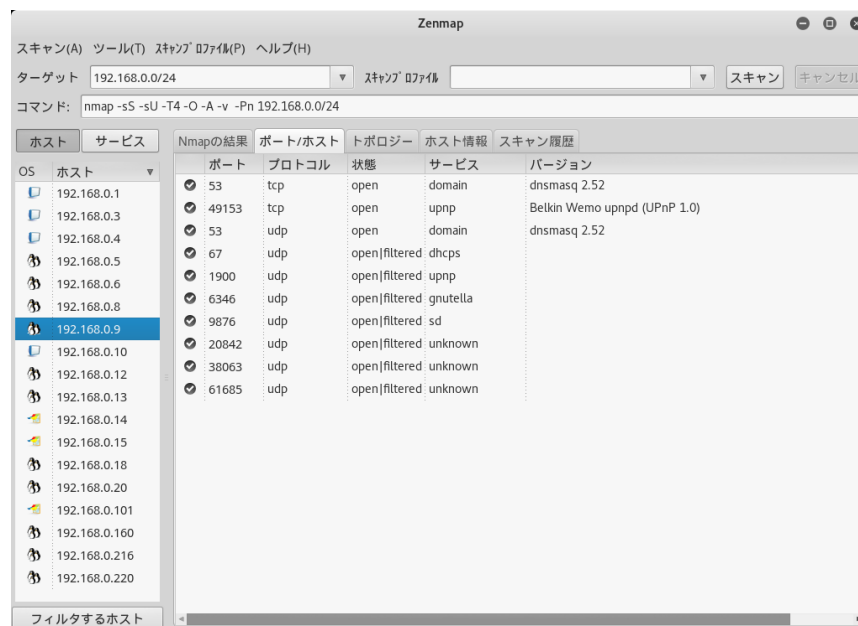 Zenmap
スキャン(A) ツール(T) スキャンプロファイル(P) ヘルプ(H)
ターゲット 192.168.0.0/24 スキャンプロファイル スキャン キャンセル
コマンド: nmap -sS -sU -T4 -O -A -v -Pn 192.168.0.0/24
ホスト サービス Nmapの結果 ポート/ホスト トポロジー ホスト情報 スキャン履歴
OS ホスト
192.168.0.1
192.168.0.3
192.168.0.4
192.168.0.5
192.168.0.6
192.168.0.8
192.168.0.9
192.168.0.10
192.168.0.12
192.168.0.13
192.168.0.14
192.168.0.15
192.168.0.18
192.168.0.20
192.168.0.101
192.168.0.160
192.168.0.216
192.168.0.220
フィルタするホスト
ポート プロトコル 状態 サービス バージョン
53 tcp open domain dnsmasq 2.52
49153 tcp open upnp Belkin Wemo upnpd (UPnP 1.0)
53 udp open domain dnsmasq 2.52
67 udp open|filtered dhcps
1900 udp open|filtered upnp
6346 udp open|filtered gnutella
9876 udp open|filtered sd
20842 udp open|filtered unknown
38063 udp open|filtered unknown
61685 udp open|filtered unknown